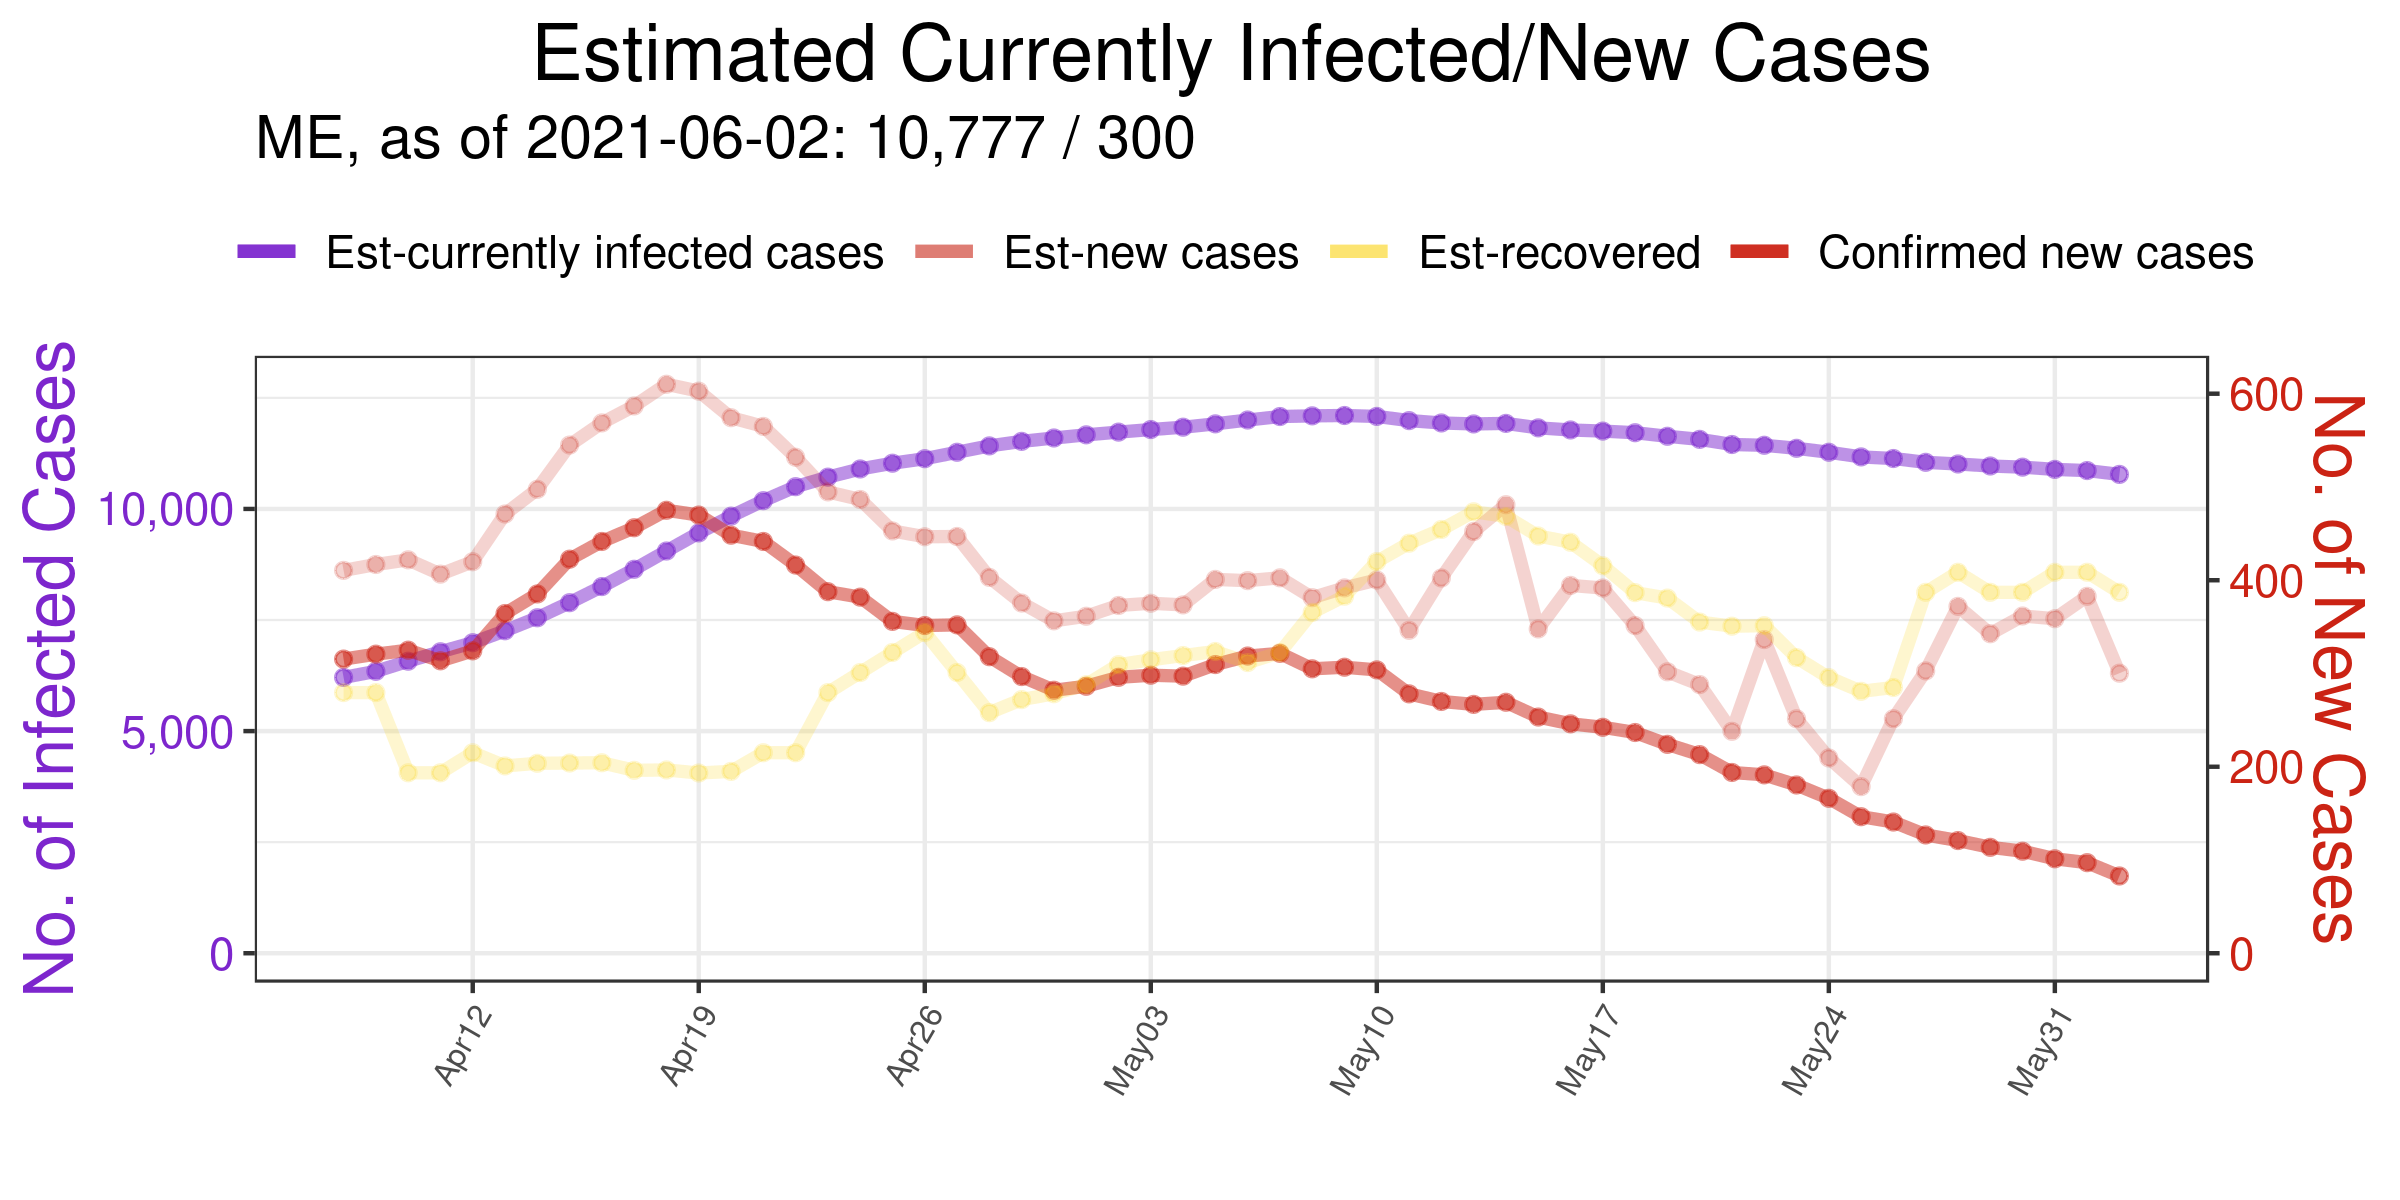 Estimated Currently Infected/New Cases
ME, as of 2021-06-02: 10,777 / 300
Est-currently infected cases Est-new cases Est-recovered Confirmed new cases
No. of Infected Cases
10,000
5,000
0
600
400
200
0
No. of New Cases
Apr12 Apr19 Apr26 May03 May10 May17 May24 May31